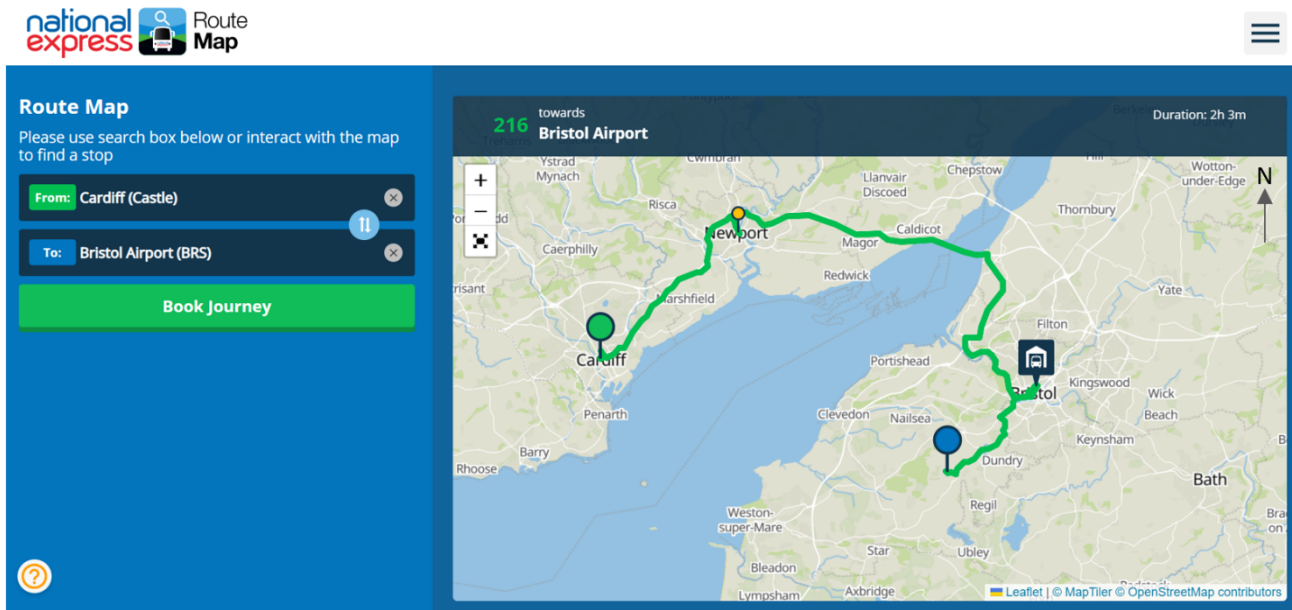 national
express
Route
Map
Route Map
Please use search box below or interact with the map
to find a stop
From: Cardiff (Castle)
To: Bristol Airport (BRS)
Book Journey
216
towards
Bristol Airport
Duration: 2h 3m
+
−
N
Ystrad
Mynach
Cwmbran
Llanvair
Discoed
Chepstow
Wotton-
under-Edge
Risca
Thornbury
Newport
Caldicot
Magor
Caerphilly
Redwick
Yate
Marshfield
Filton
Cardiff
Portishead
Bristol
Kingswood
Wick
Penarth
Clevedon
Nailsea
Beach
Keynsham
Barry
Dundry
Rhoose
Bath
Regil
Weston-
super-Mare
Star
Ubley
Bleadon
Axbridge
Lympsham
Leaflet | © MapTiler © OpenStreetMap contributors